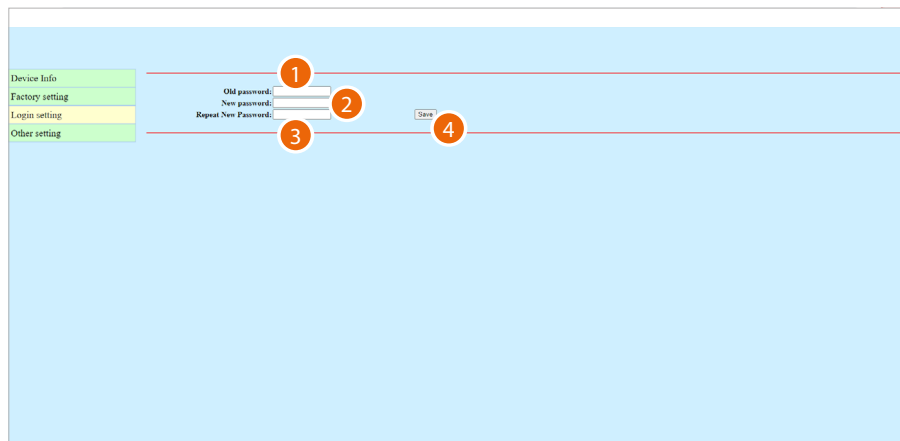 Device Info
Factory setting
Login setting
Other setting
1
Old password:
New password:
2
Repeat New Password:
Save
3
4